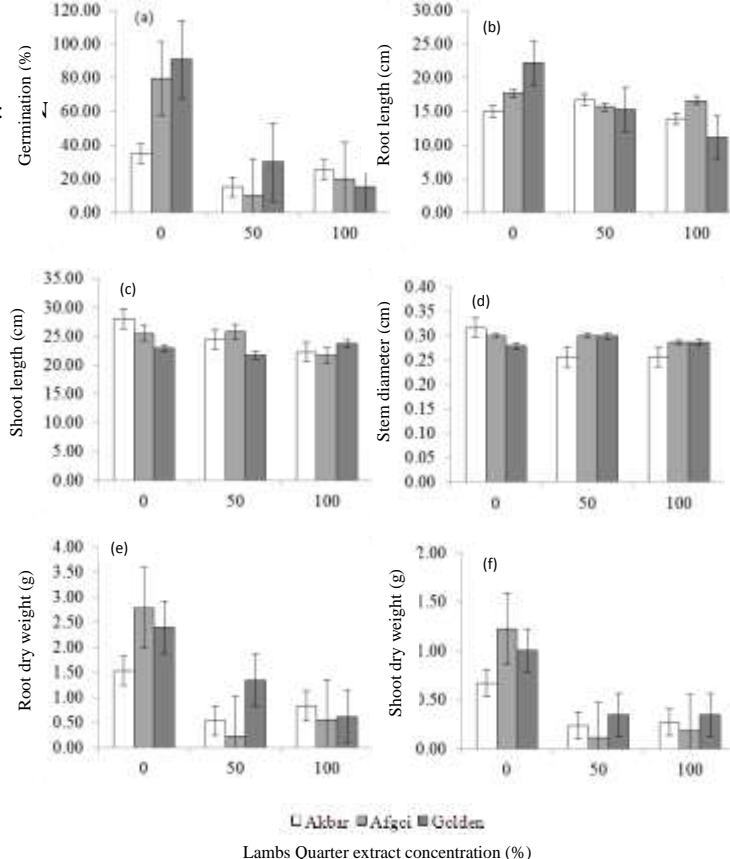 (a)
Germination (%)
120.00
100.00
80.00
60.00
40.00
20.00
0.00
0 50 100
(b)
Root length (cm)
30.00
25.00
20.00
15.00
10.00
5.00
0.00
0 50 100
(c)
Shoot length (cm)
35.00
30.00
25.00
20.00
15.00
10.00
5.00
0.00
0 50 100
(d)
Stem diameter (cm)
0.40
0.35
0.30
0.25
0.20
0.15
0.10
0.05
0.00
0 50 100
(e)
Root dry weight (g)
4.00
3.50
3.00
2.50
2.00
1.50
1.00
0.50
0.00
0 50 100
(f)
Shoot dry weight (g)
2.00
1.50
1.00
0.50
0.00
0 50 100
Akbar Afgoi Golden
Lambs Quarter extract concentration (%)